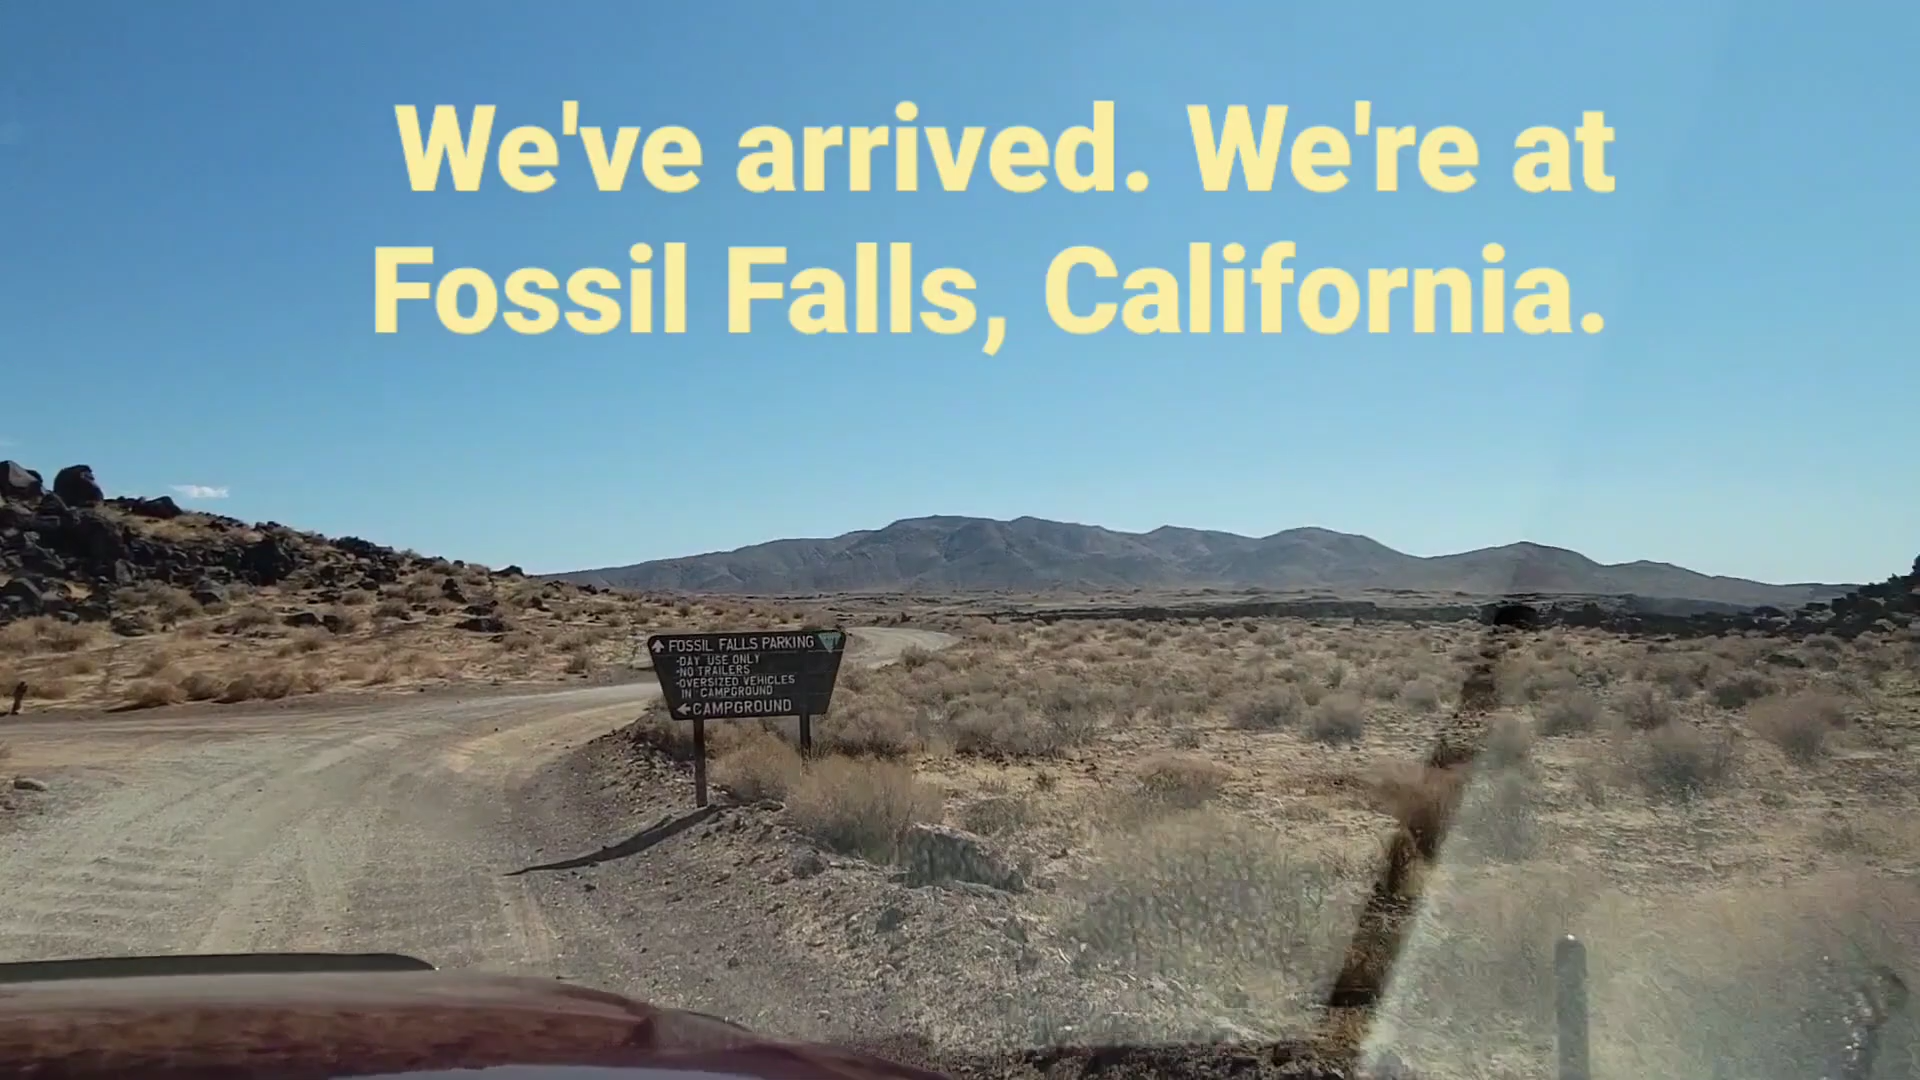 We've arrived. We're at
Fossil Falls, California.
FOSSIL FALLS PARKING
-DAY USE ONLY
-NO TRAILERS
-OVERSIZED VEHICLES
IN CAMPGROUND
CAMPGROUND